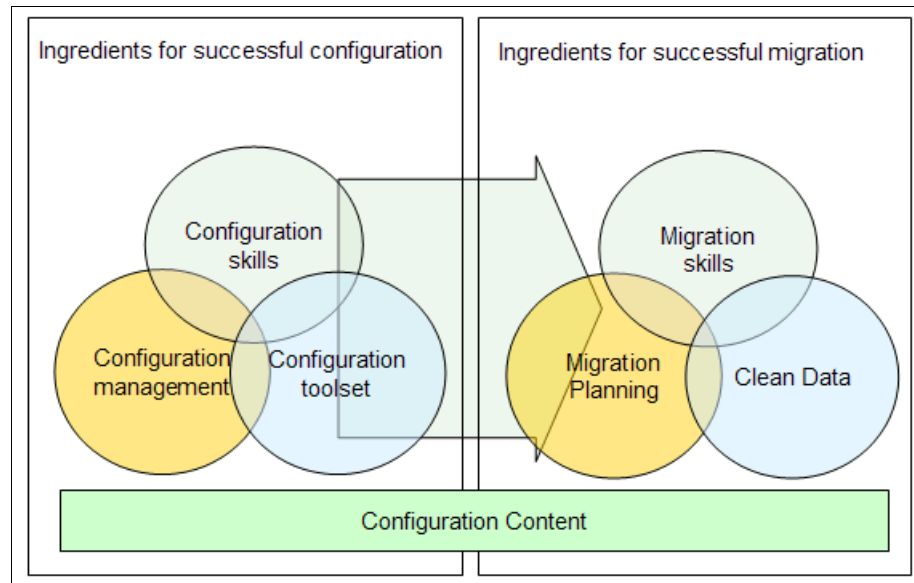 Ingredients for successful configuration
Configuration
skills
Configuration
management
Configuration
toolset
Ingredients for successful migration
Migration
skills
Migration
Planning
Clean Data
Configuration Content